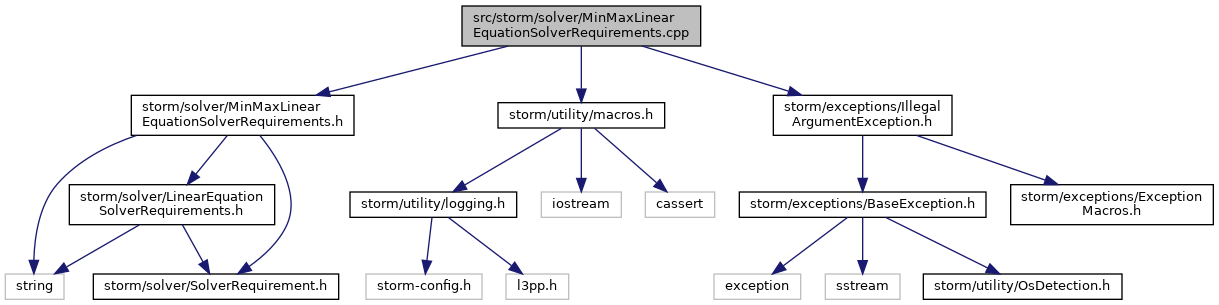 src/storm/solver/MinMaxLinear
EquationSolverRequirements.cpp
storm/solver/MinMaxLinear
EquationSolverRequirements.h
storm/utility/macros.h
storm/exceptions/Illegal
ArgumentException.h
storm/solver/LinearEquation
SolverRequirements.h
storm/utility/logging.h
iostream
cassert
storm/exceptions/BaseException.h
storm/exceptions/Exception
Macros.h
string
storm/solver/SolverRequirement.h
storm-config.h
l3pp.h
exception
sstream
storm/utility/OsDetection.h